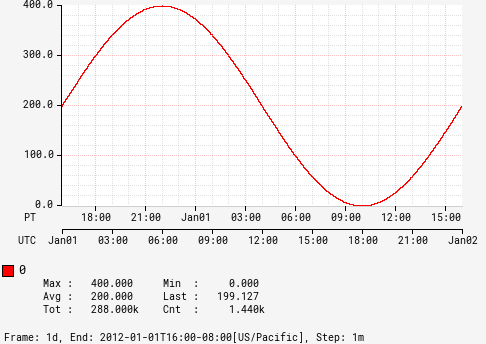 400.0
300.0
200.0
100.0
0.0
PT 18:00 21:00 Jan01 03:00 06:00 09:00 12:00 15:00
UTC Jan01 03:00 06:00 09:00 12:00 15:00 18:00 21:00 Jan02
0
Max : 400.000 Min : 0.000
Avg : 200.000 Last : 199.127
Tot : 288.000k Cnt : 1.440k
Frame: 1d, End: 2012-01-01T16:00-08:00[US/Pacific], Step: 1m